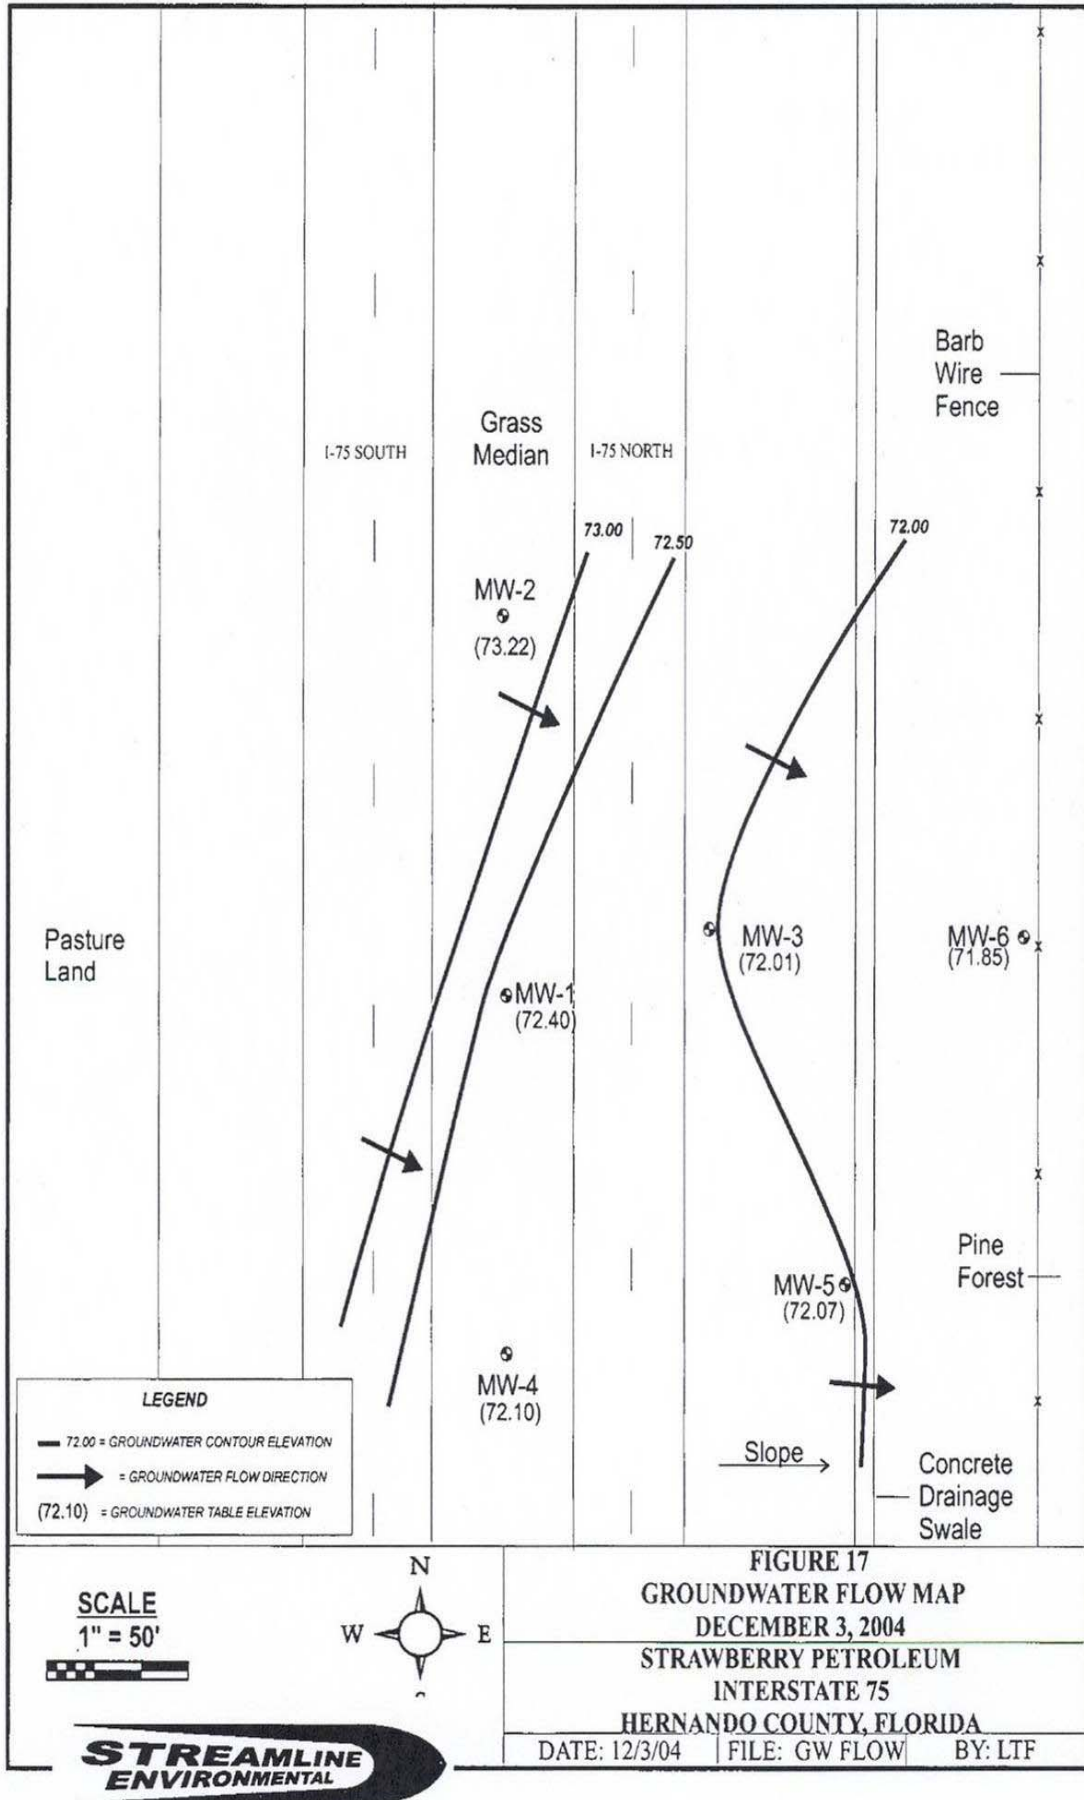 Barb
Wire
Fence
Grass
Median
I-75 SOUTH
I-75 NORTH
73.00
72.50
72.00
MW-2
(73.22)
Pasture
Land
MW-3
(72.01)
MW-6
(71.85)
MW-1
(72.40)
Pine
Forest
MW-5
(72.07)
MW-4
(72.10)
Slope
Concrete
Drainage
Swale
LEGEND
72.00 = GROUNDWATER CONTOUR ELEVATION
= GROUNDWATER FLOW DIRECTION
(72.10) = GROUNDWATER TABLE ELEVATION
SCALE
1" = 50'
N
W E
S
FIGURE 17
GROUNDWATER FLOW MAP
DECEMBER 3, 2004
STRAWBERRY PETROLEUM
INTERSTATE 75
HERNANDO COUNTY, FLORIDA
DATE: 12/3/04 FILE: GW FLOW BY: LTF
STREAMLINE
ENVIRONMENTAL